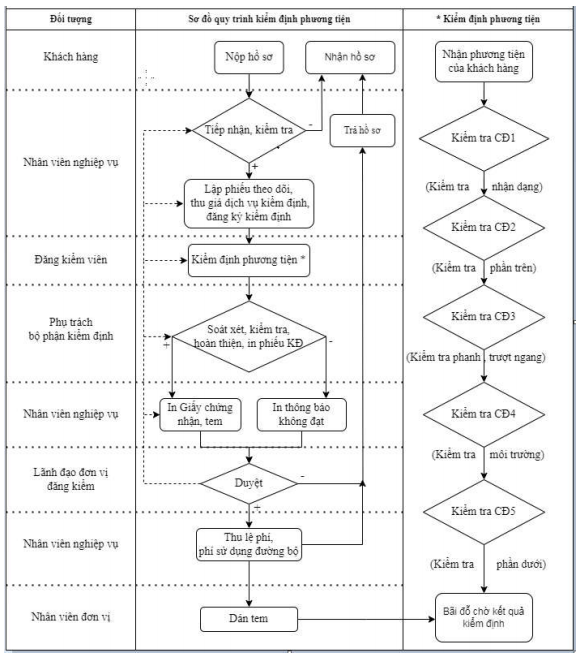 Đối tượng
Sơ đồ quy trình kiểm định phương tiện
* Kiểm định phương tiện
Khách hàng
Nộp hồ sơ
Nhận hồ sơ
Nhận phương tiện
của khách hàng
Nhân viên nghiệp vụ
Tiếp nhận, kiểm tra
-
+
Trả hồ sơ
Lập phiếu theo dõi,
thu giá dịch vụ kiểm định,
đăng ký kiểm định
Kiểm tra CĐ1
(Kiểm tra nhận dạng)
Kiểm tra CĐ2
Đăng kiểm viên
Kiểm định phương tiện *
(Kiểm tra phần trên)
Phụ trách
bộ phận kiểm định
Soát xét, kiểm tra,
hoàn thiện, in phiếu KĐ
+
-
Kiểm tra CĐ3
(Kiểm tra phanh , trượt ngang)
Nhân viên nghiệp vụ
In Giấy chứng
nhận, tem
In thông báo
không đạt
Kiểm tra CĐ4
(Kiểm tra môi trường)
Lãnh đạo đơn vị
đăng kiểm
Duyệt
-
+
Kiểm tra CĐ5
Nhân viên nghiệp vụ
Thu lệ phí,
phí sử dụng đường bộ
(Kiểm tra phần dưới)
Nhân viên đơn vị
Dán tem
Bãi đỗ chờ kết quả
kiểm định